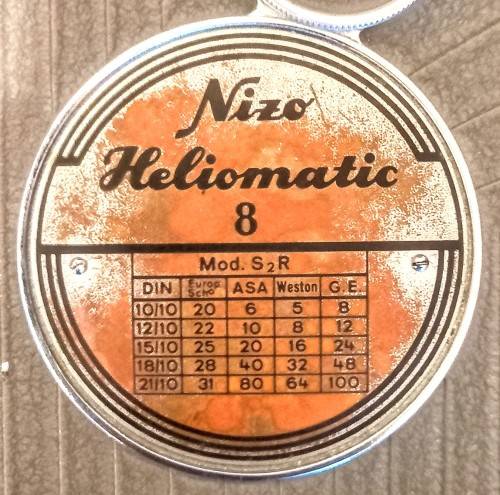 Nizo
Heliomatic
8
Mod. S₂R
DIN Europ Scho ASA Weston G.E.
10/10 20 6 5 8
12/10 22 10 8 12
15/10 25 20 16 24
18/10 28 40 32 48
21/10 31 80 64 100